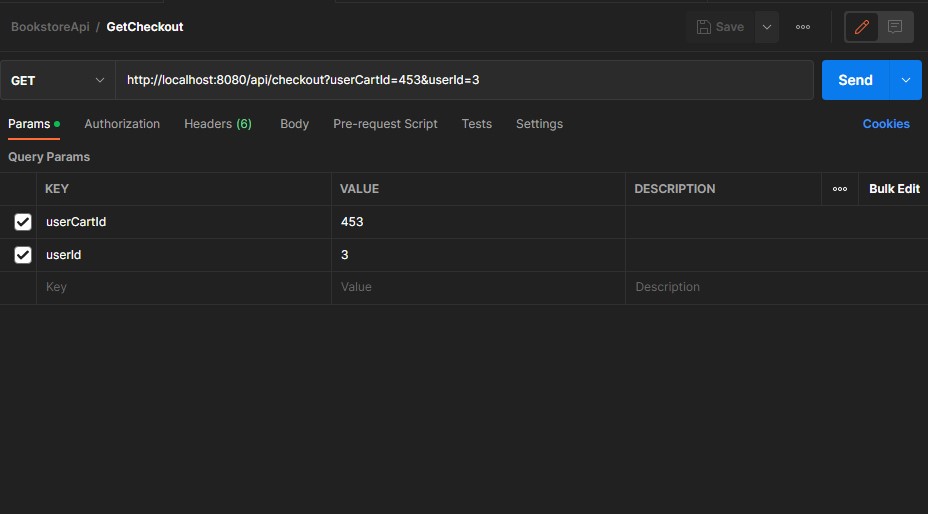 BookstoreApi / GetCheckout Save
GET http://localhost:8080/api/checkout?userCartId=453&userId=3 Send
Params Authorization Headers (6) Body Pre-request Script Tests Settings Cookies
Query Params
KEY VALUE DESCRIPTION Bulk Edit
userCartId 453
userId 3
Key Value Description